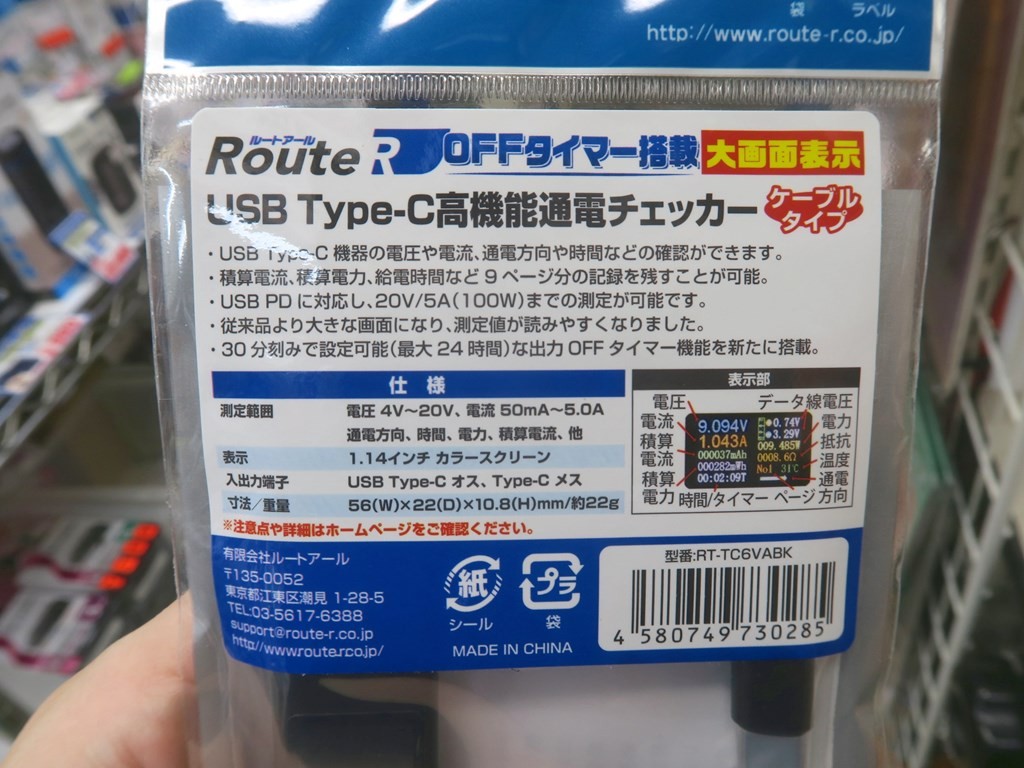 袋 ラベル
http://www.route-r.co.jp/
ルートアール
Route R OFFタイマー搭載 大画面表示
USB Type-C高機能通電チェッカー ケーブルタイプ
・USB Type-C 機器の電圧や電流、通電方向や時間などの確認ができます。
・積算電流、積算電力、給電時間など 9 ページ分の記録を残すことが可能。
・USB PD に対応し、20V/5A(100W)までの測定が可能です。
・従来品より大きな画面になり、測定値が読みやすくなりました。
・30 分刻みで設定可能(最大 24 時間)な出力 OFF タイマー機能を新たに搭載。
仕様
測定範囲 電圧 4V～20V、電流 50mA～5.0A
通電方向、時間、電力、積算電流、他
表示 1.14インチ カラースクリーン
入出力端子 USB Type-C オス、Type-C メス
寸法／重量 56(W)×22(D)×10.8(H)mm/約22g
※注意点や詳細はホームページをご確認ください。
表示部
電圧 データ線電圧
電流 9.094V 0.74V 電力
積算 1.043A 3.29V 抵抗
009.485W
電流 000037mAh 0008.6Ω 温度
積算 000282mWh No1 31℃ 通電
00:02:09T
電力 時間/タイマー ページ 方向
有限会社ルートアール
〒135-0052
東京都江東区潮見 1-28-5
TEL:03-5617-6388
support@route-r.co.jp
http://www.route-r.co.jp/
紙
シール
プラ
袋
MADE IN CHINA
型番:RT-TC6VABK
4 580749 730285